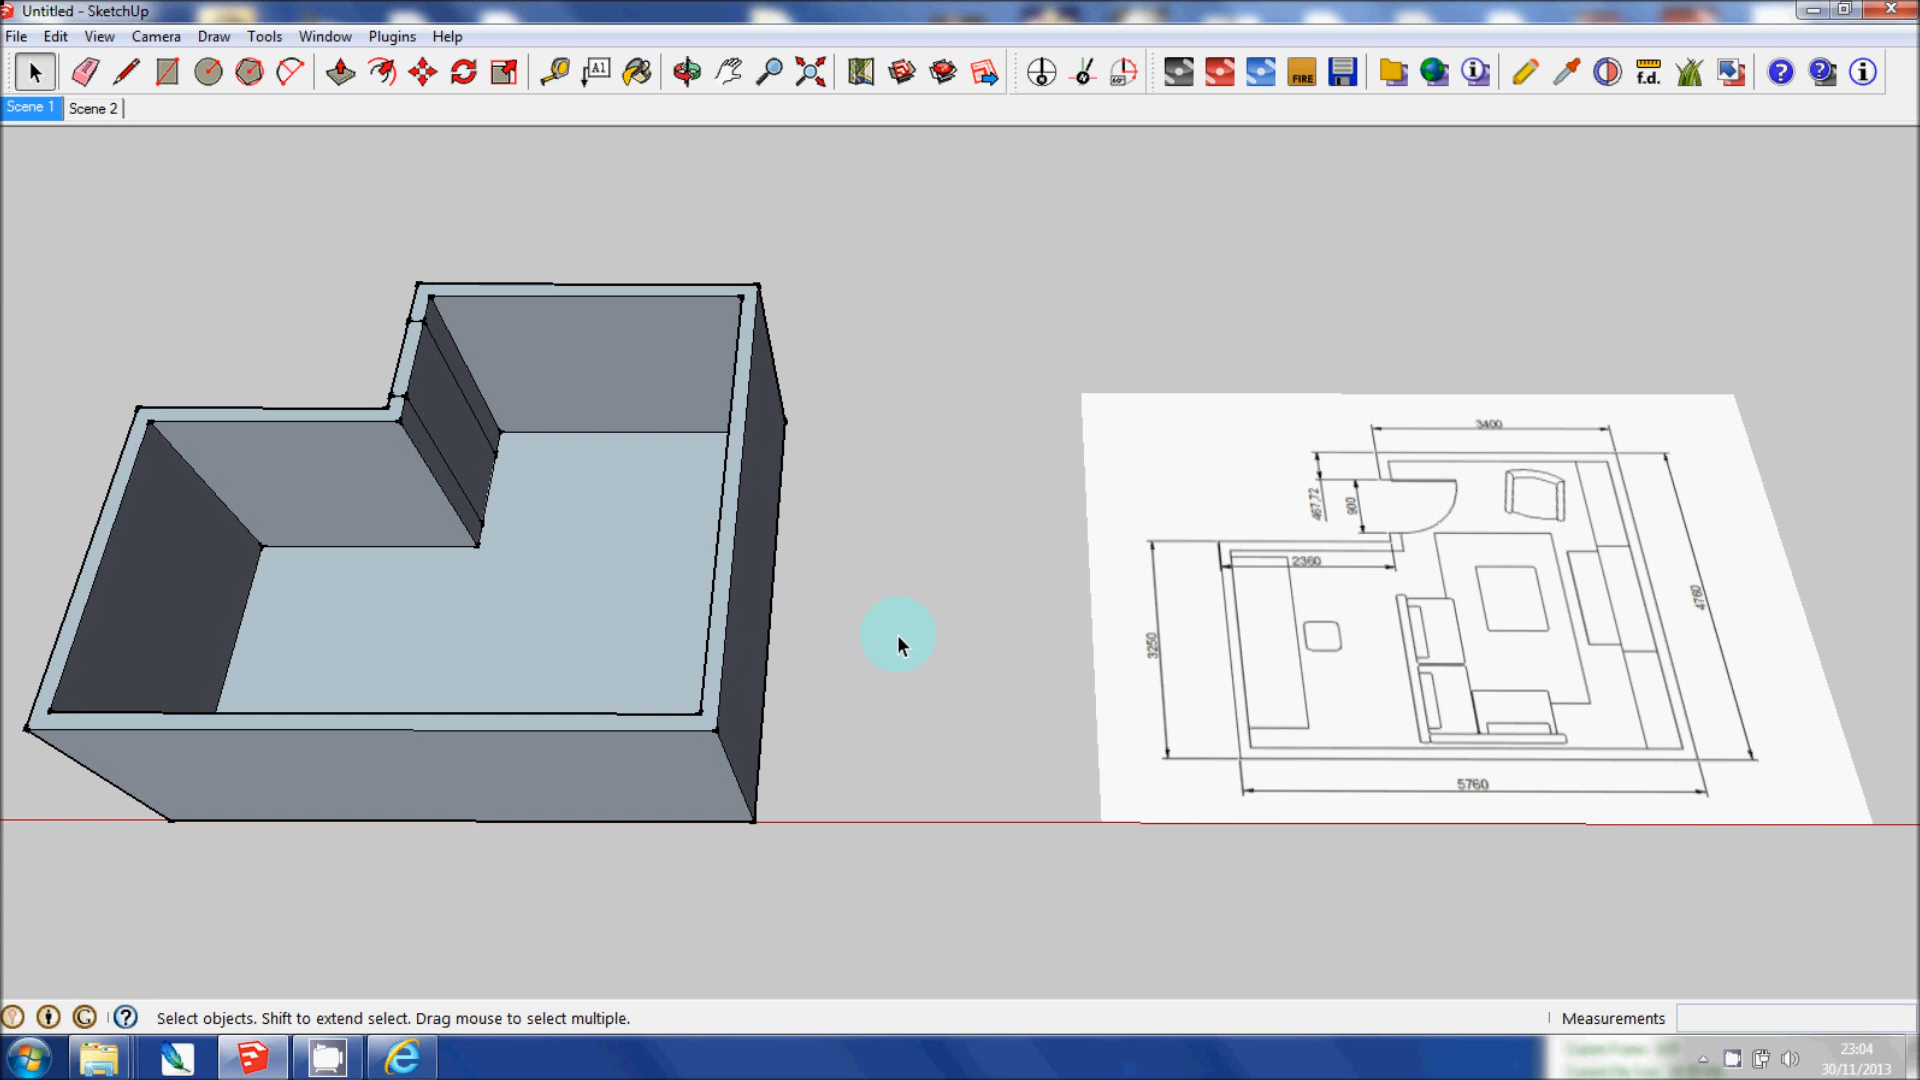 Untitled - SketchUp
File Edit View Camera Draw Tools Window Plugins Help
A1 FIRE f.d.
Scene 1 Scene 2
3400
467.72
900
2360
4760
3250
5760
Select objects. Shift to extend select. Drag mouse to select multiple.
Measurements
23:04
30/11/2013